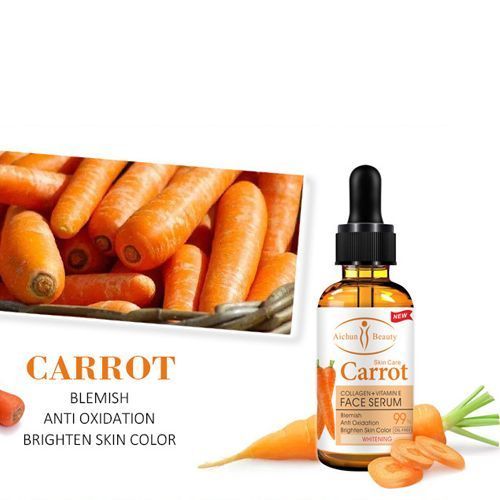 CARROT
BLEMISH
ANTI OXIDATION
BRIGHTEN SKIN COLOR
NEW
Aichun Beauty
Skin Care
Carrot
COLLAGEN+VITAMIN E
FACE SERUM
Blemish
Anti Oxidation
Brighten Skin Color
99%
OIL-FREE
WHITENING